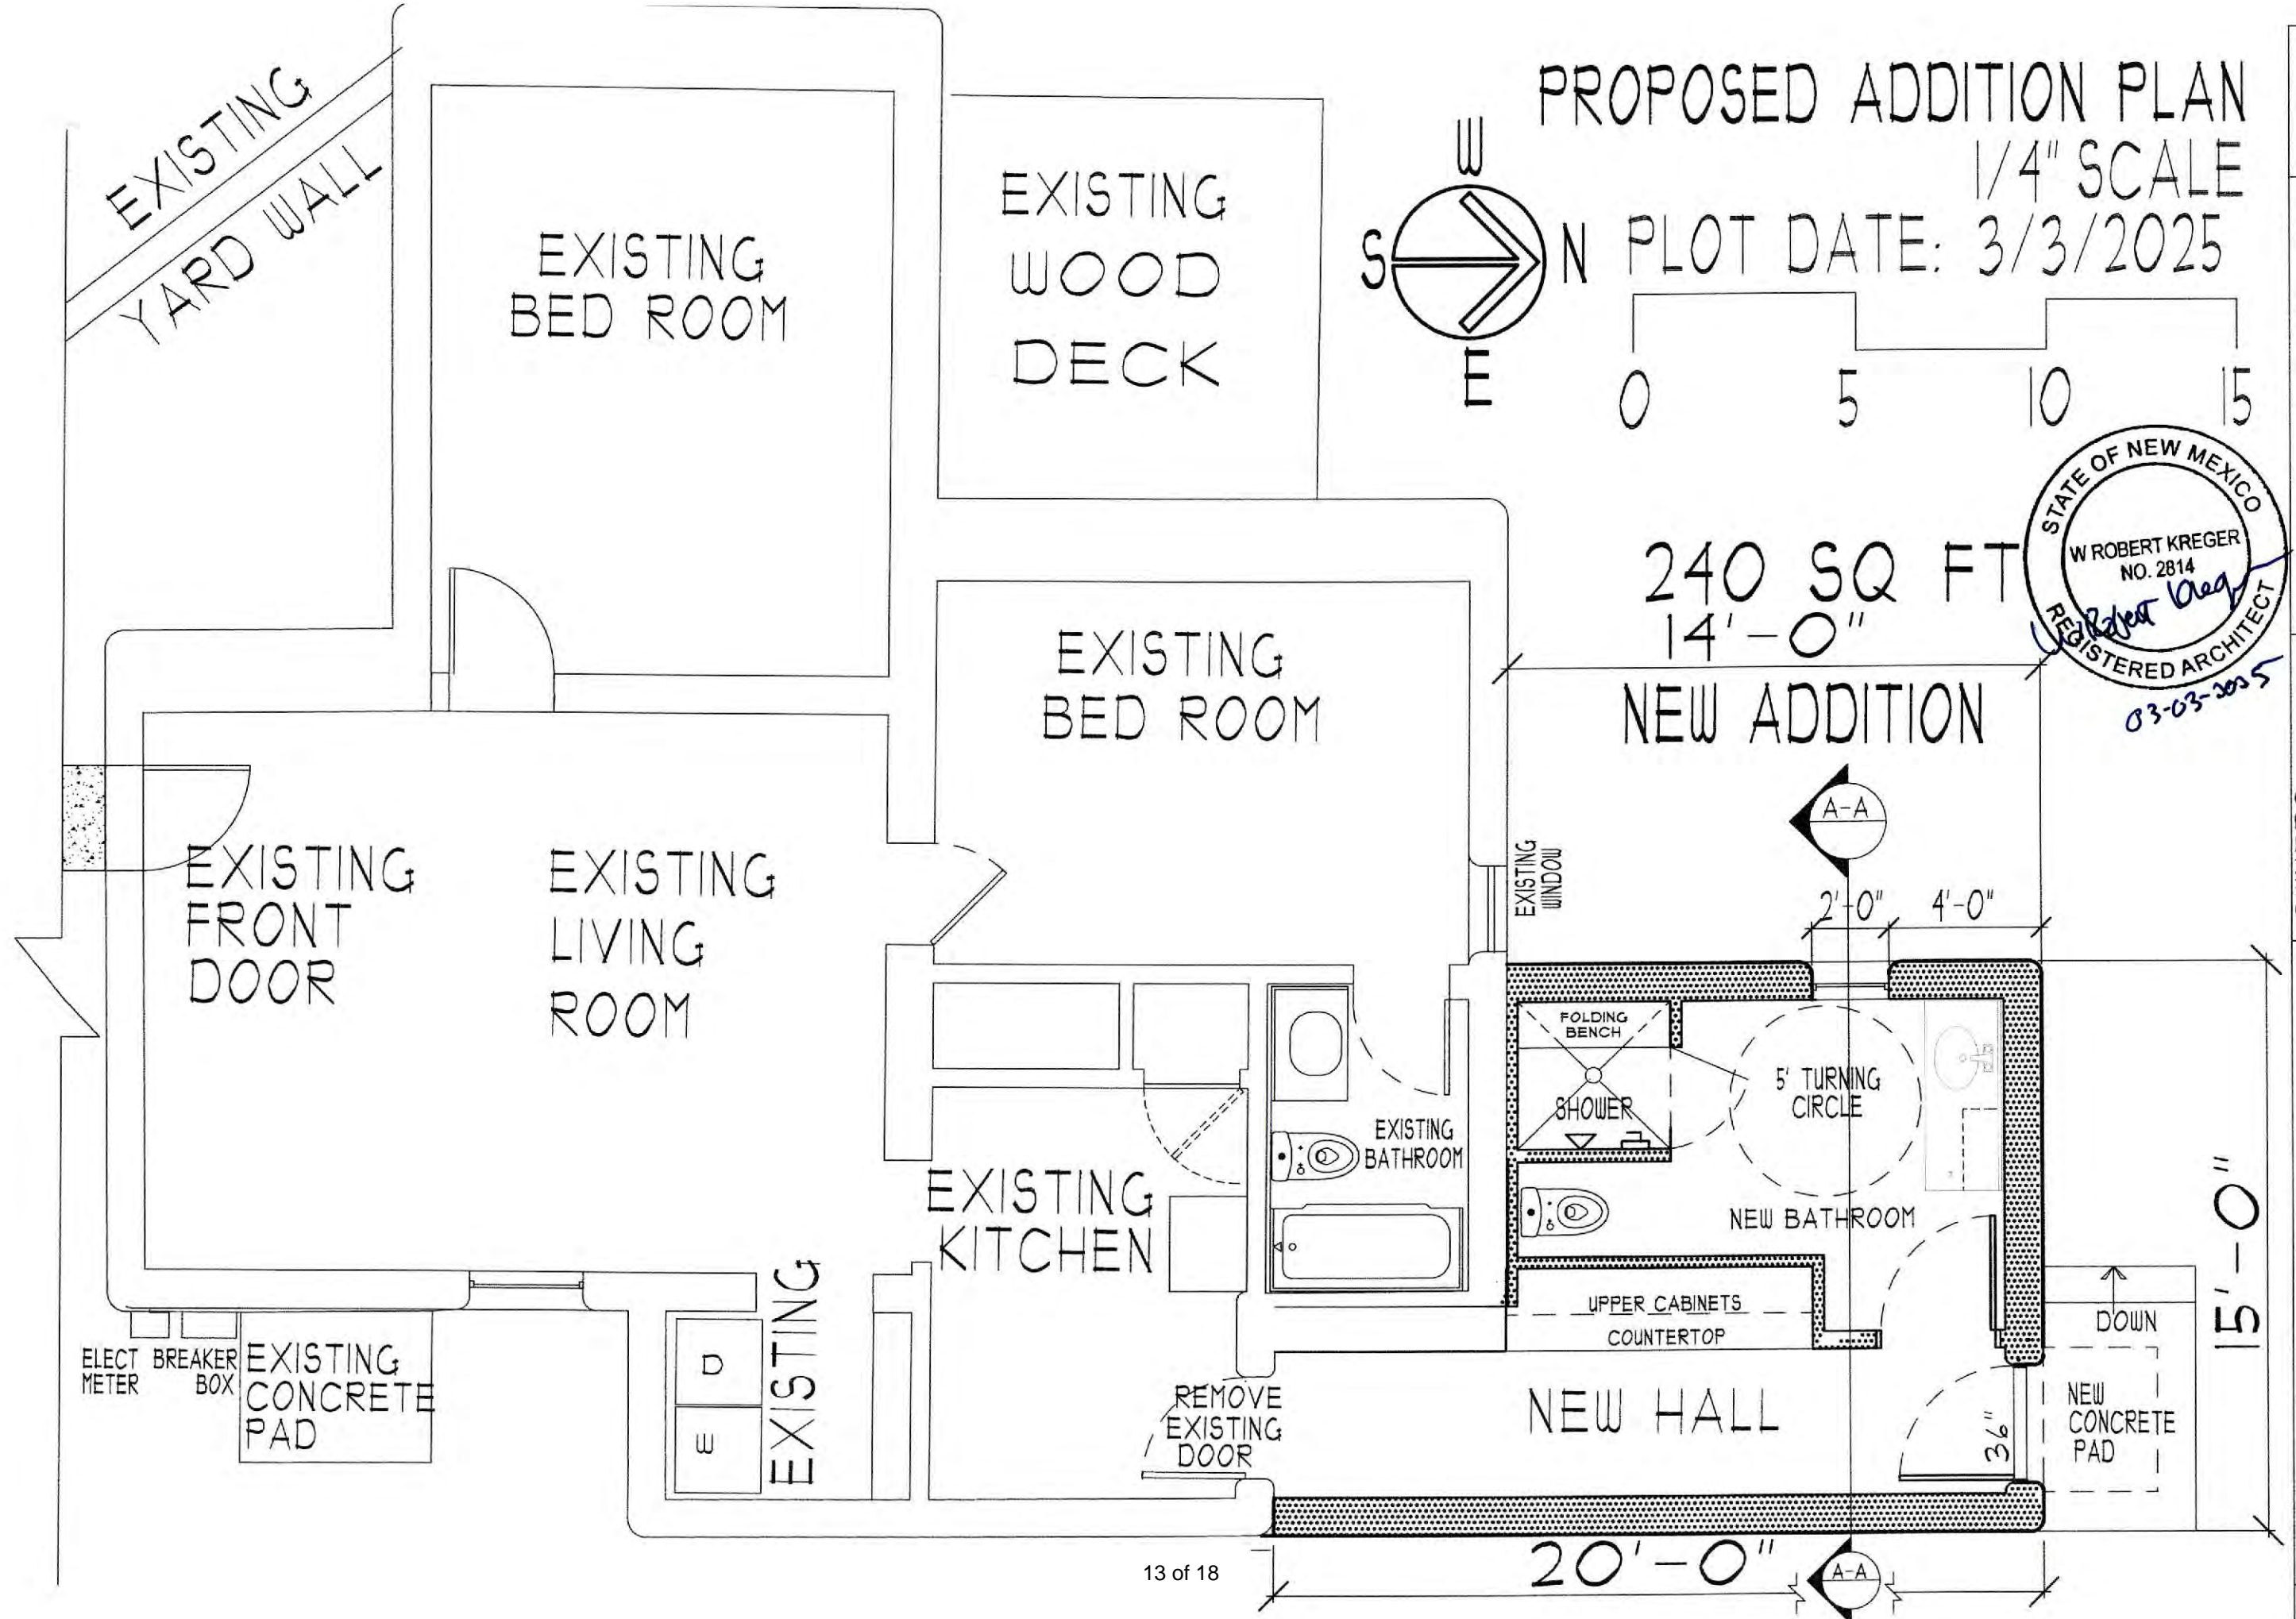 PROPOSED ADDITION PLAN
1/4" SCALE
PLOT DATE: 3/3/2025
0 5 10 15
W
S N
E
EXISTING
YARD WALL
EXISTING
BED ROOM
EXISTING
WOOD
DECK
240 SQ FT
14'-0"
NEW ADDITION
STATE OF NEW MEXICO
W ROBERT KREGER
NO. 2814
REGISTERED ARCHITECT
03-03-2025
EXISTING
BED ROOM
A-A
EXISTING
WINDOW
2'-0" 4'-0"
EXISTING
FRONT
DOOR
EXISTING
LIVING
ROOM
FOLDING
BENCH
SHOWER
5' TURNING
CIRCLE
EXISTING
BATHROOM
EXISTING
KITCHEN
NEW BATHROOM
15'-0"
UPPER CABINETS
COUNTERTOP
DOWN
ELECT
METER
BREAKER
BOX
EXISTING
CONCRETE
PAD
D
W
EXISTING
REMOVE
EXISTING
DOOR
NEW HALL
36"
NEW
CONCRETE
PAD
20'-0"
A-A
13 of 18